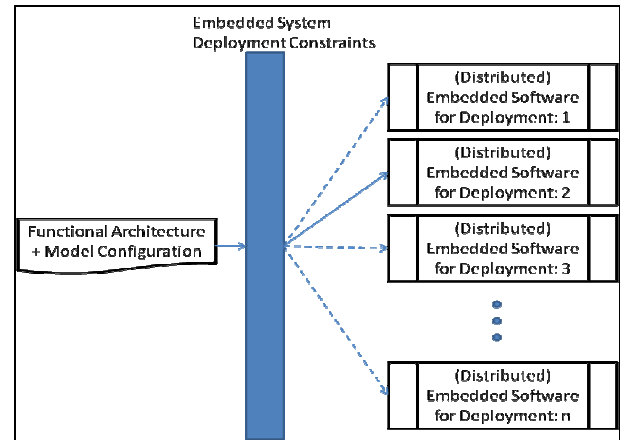 Embedded System
Deployment Constraints
(Distributed)
Embedded Software
for Deployment: 1
(Distributed)
Embedded Software
for Deployment: 2
Functional Architecture
+ Model Configuration
(Distributed)
Embedded Software
for Deployment: 3
(Distributed)
Embedded Software
for Deployment: n